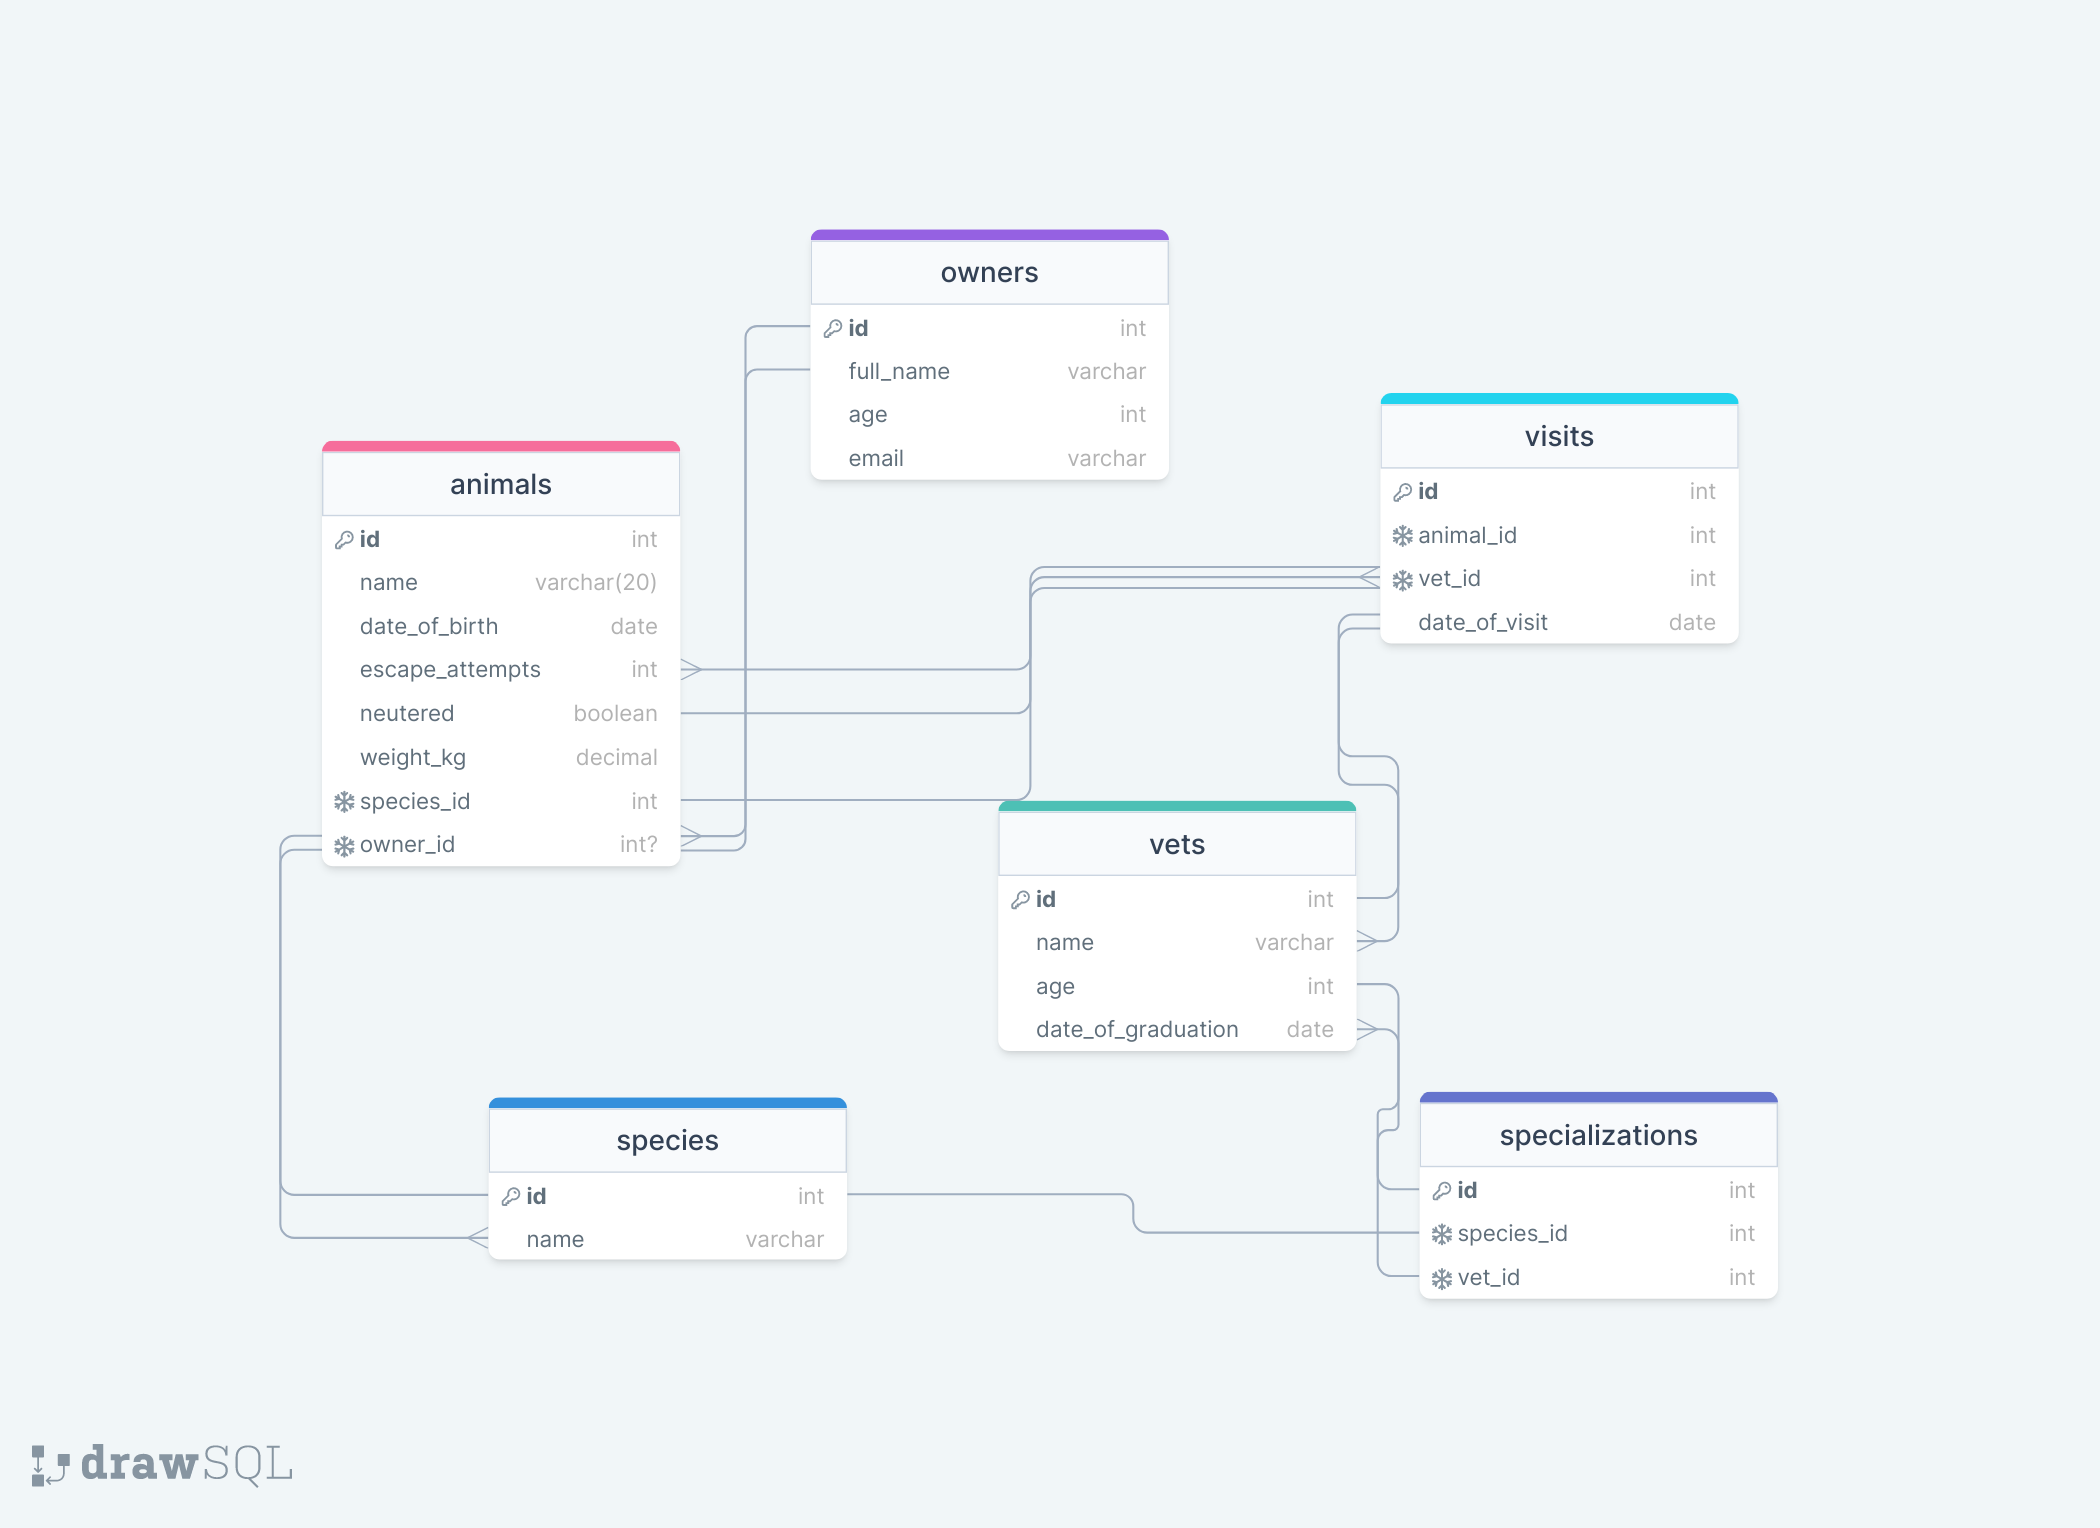 owners
id int
full_name varchar
age int
email varchar
visits
id int
animal_id int
vet_id int
date_of_visit date
animals
id int
name varchar(20)
date_of_birth date
escape_attempts int
neutered boolean
weight_kg decimal
species_id int
owner_id int?
vets
id int
name varchar
age int
date_of_graduation date
species
id int
name varchar
specializations
id int
species_id int
vet_id int
drawSQL